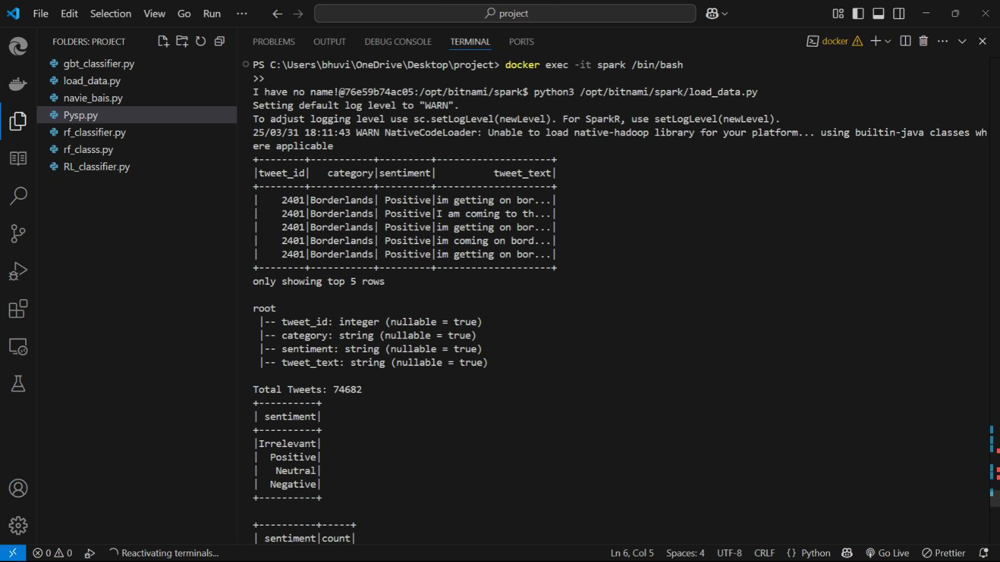 File Edit Selection View Go Run ··· project
FOLDERS: PROJECT
gbt_classifier.py
load_data.py
navie_bais.py
Pysp.py
rf_classifier.py
rf_classs.py
RL_classifier.py
PROBLEMS OUTPUT DEBUG CONSOLE TERMINAL PORTS docker
PS C:\Users\bhuvi\OneDrive\Desktop\project> docker exec -it spark /bin/bash
>>
I have no name!@76e59b74ac05:/opt/bitnami/spark$ python3 /opt/bitnami/spark/load_data.py
Setting default log level to "WARN".
To adjust logging level use sc.setLogLevel(newLevel). For SparkR, use setLogLevel(newLevel).
25/03/31 18:11:43 WARN NativeCodeLoader: Unable to load native-hadoop library for your platform... using builtin-java classes wh
ere applicable
+--------+-----------+---------+--------------------+
|tweet_id|   category|sentiment|          tweet_text|
+--------+-----------+---------+--------------------+
|    2401|Borderlands| Positive|im getting on bor...|
|    2401|Borderlands| Positive|I am coming to th...|
|    2401|Borderlands| Positive|im getting on bor...|
|    2401|Borderlands| Positive|im coming on bord...|
|    2401|Borderlands| Positive|im getting on bor...|
+--------+-----------+---------+--------------------+
only showing top 5 rows
root
 |-- tweet_id: integer (nullable = true)
 |-- category: string (nullable = true)
 |-- sentiment: string (nullable = true)
 |-- tweet_text: string (nullable = true)
Total Tweets: 74682
+----------+
| sentiment|
+----------+
|Irrelevant|
|  Positive|
|   Neutral|
|  Negative|
+----------+
+----------+-----+
| sentiment|count|
0 0 Reactivating terminals... Ln 6, Col 5 Spaces: 4 UTF-8 CRLF {} Python Go Live Prettier